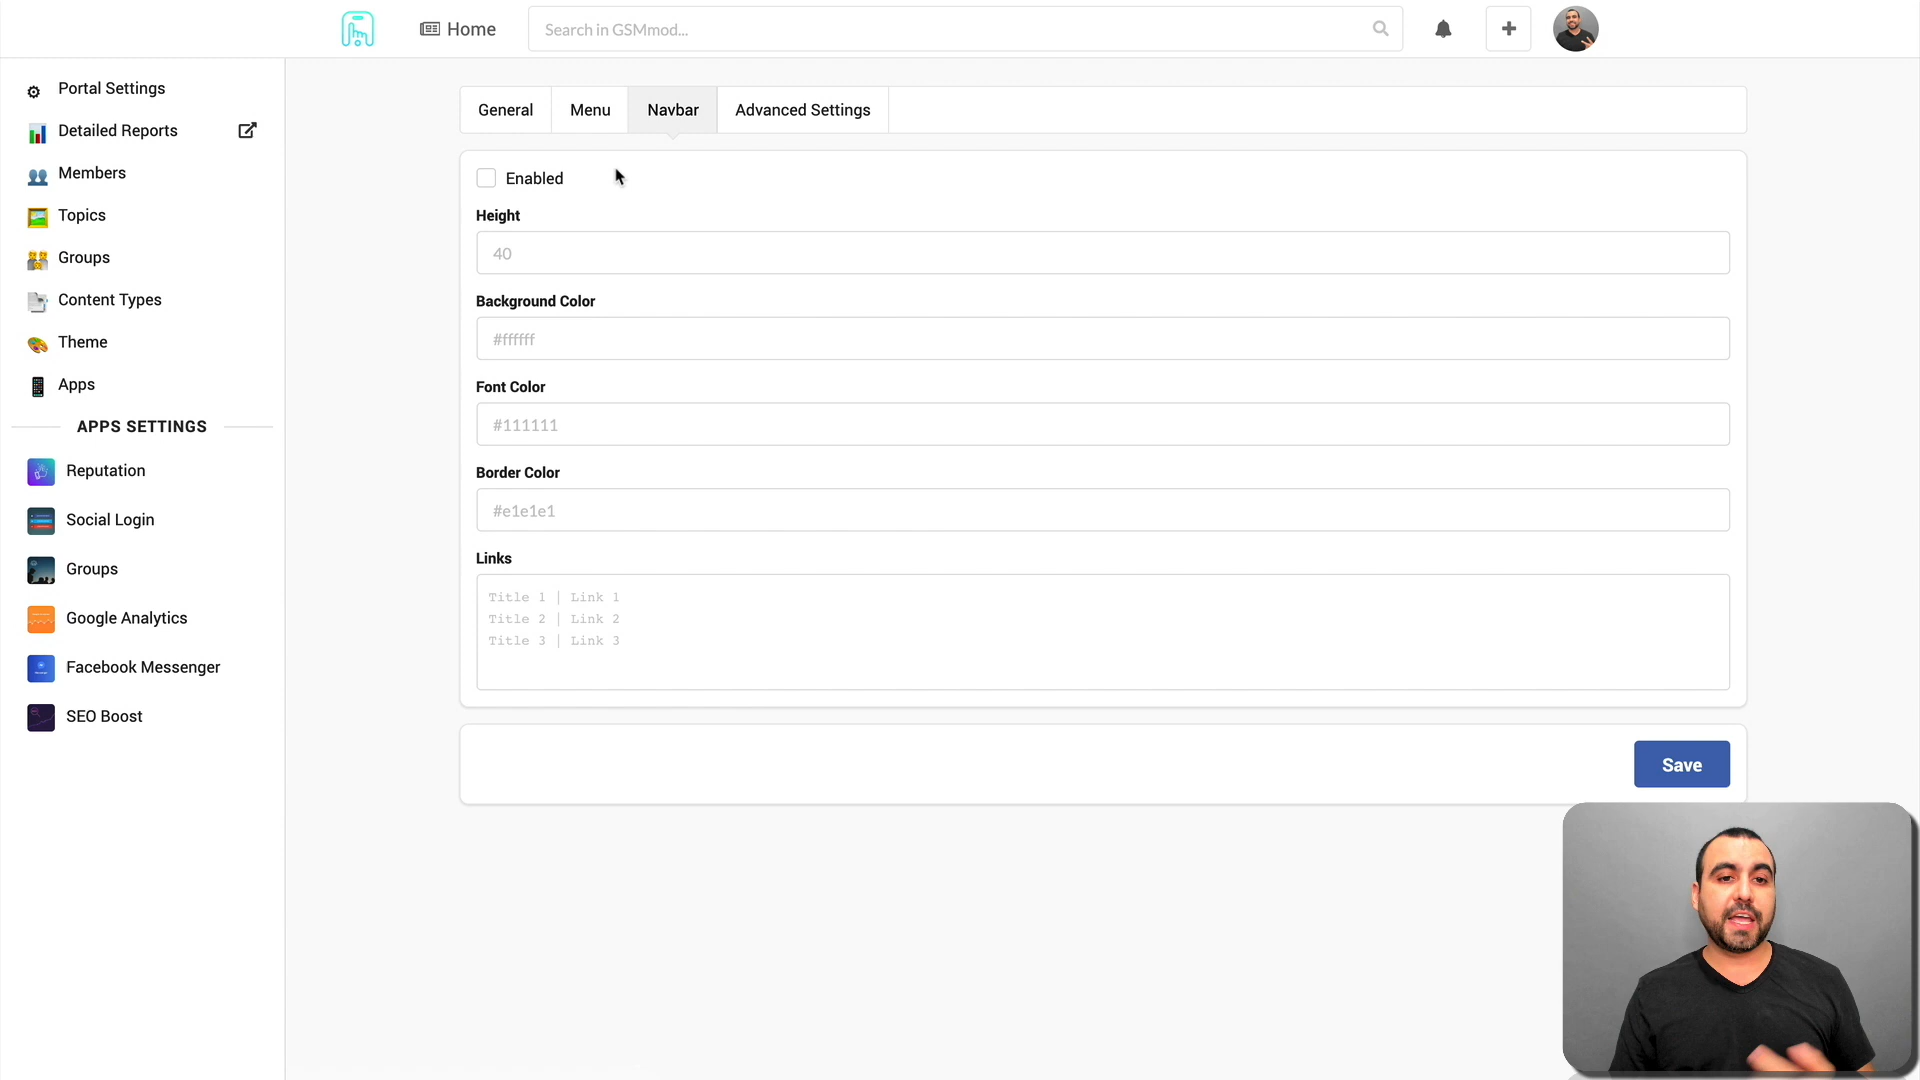 Home
Search in GSMmod...
Portal Settings
Detailed Reports
Members
Topics
Groups
Content Types
Theme
Apps
APPS SETTINGS
Reputation
Social Login
Groups
Google Analytics
Facebook Messenger
SEO Boost
General
Menu
Navbar
Advanced Settings
Enabled
Height
40
Background Color
#ffffff
Font Color
#111111
Border Color
#e1e1e1
Links
Title 1 | Link 1
Title 2 | Link 2
Title 3 | Link 3
Save